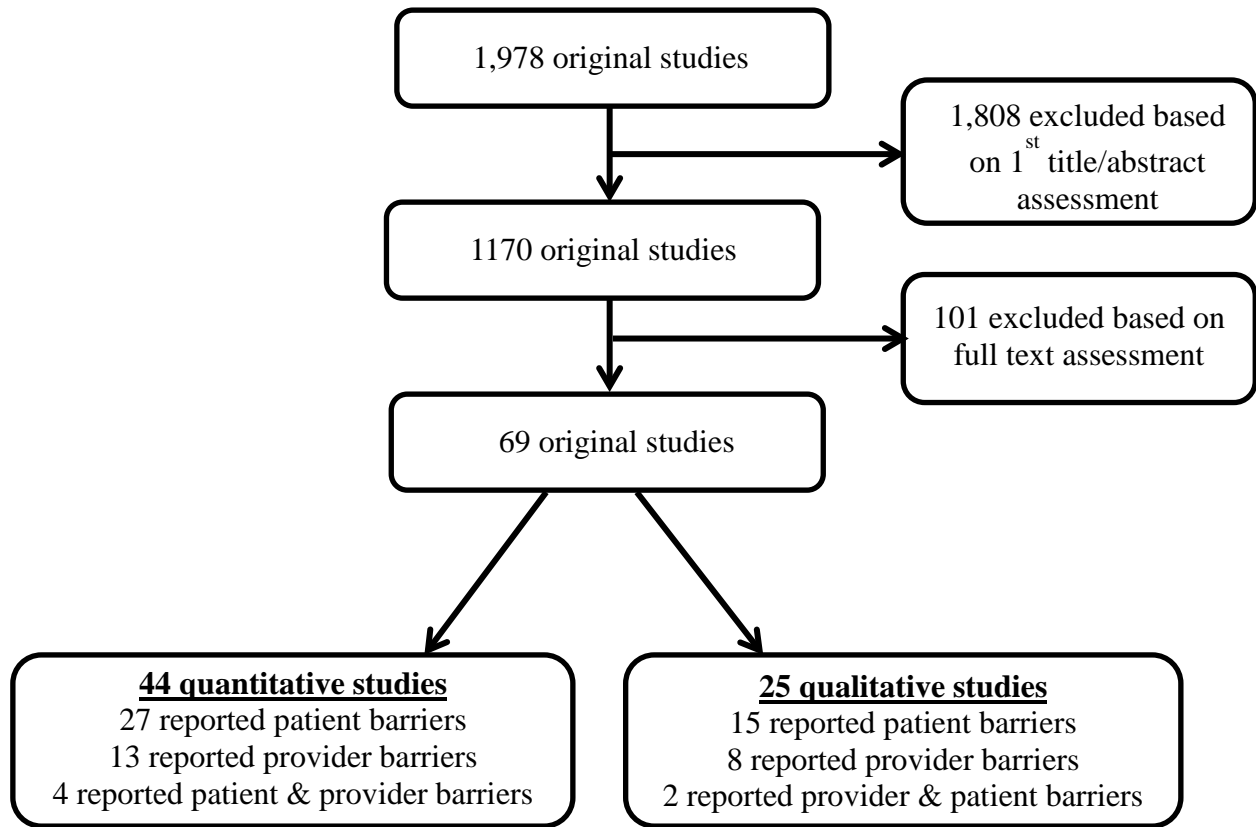 1,978 original studies
1,808 excluded based
on 1st title/abstract
assessment
1170 original studies
101 excluded based on
full text assessment
69 original studies
44 quantitative studies
27 reported patient barriers
13 reported provider barriers
4 reported patient & provider barriers
25 qualitative studies
15 reported patient barriers
8 reported provider barriers
2 reported provider & patient barriers